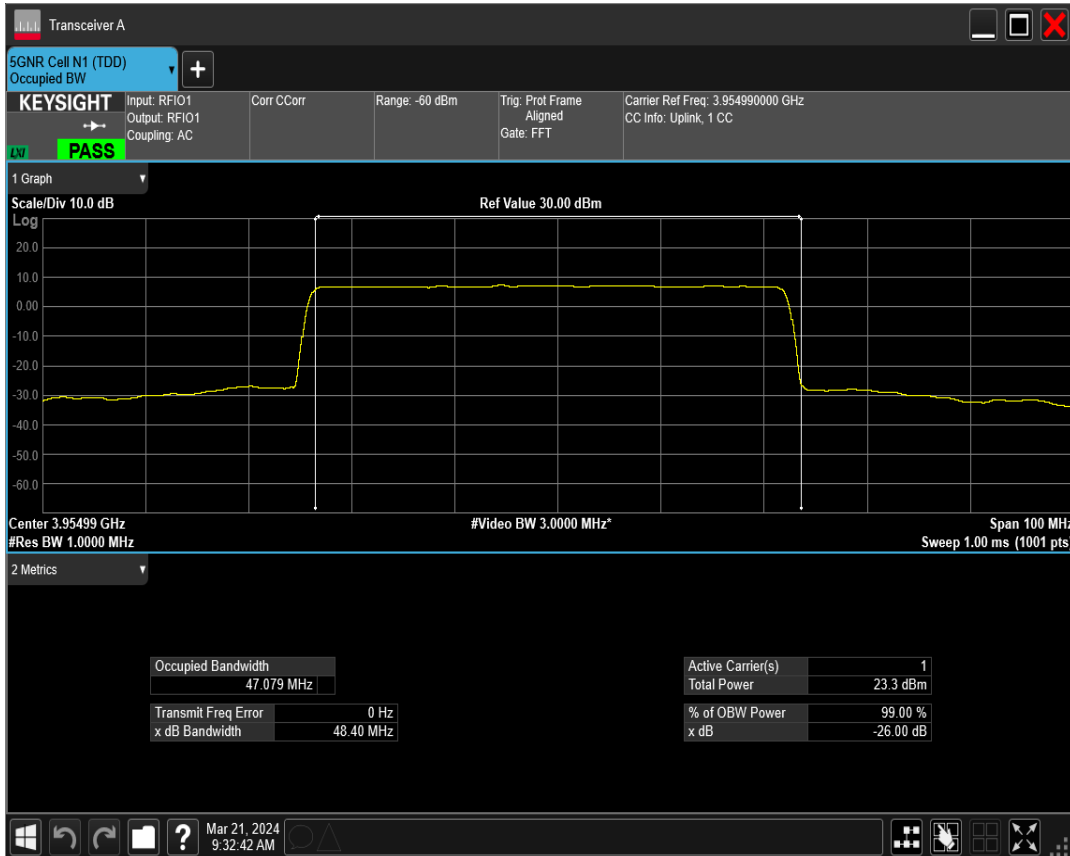 Transceiver A
5GNR Cell N1 (TDD)
Occupied BW
+
KEYSIGHT
LXI
PASS
Input: RFIO1
Output: RFIO1
Coupling: AC
Corr CCorr
Range: -60 dBm
Trig: Prot Frame
Aligned
Gate: FFT
Carrier Ref Freq: 3.954990000 GHz
CC Info: Uplink, 1 CC
1 Graph
Scale/Div 10.0 dB
Ref Value 30.00 dBm
Log
20.0
10.0
0.00
-10.0
-20.0
-30.0
-40.0
-50.0
-60.0
Center 3.95499 GHz
#Video BW 3.0000 MHz*
Span 100 MHz
#Res BW 1.0000 MHz
Sweep 1.00 ms (1001 pts)
2 Metrics
Occupied Bandwidth
47.079 MHz
Transmit Freq Error 0 Hz
x dB Bandwidth 48.40 MHz
Active Carrier(s) 1
Total Power 23.3 dBm
% of OBW Power 99.00 %
x dB -26.00 dB
?
Mar 21, 2024
9:32:42 AM